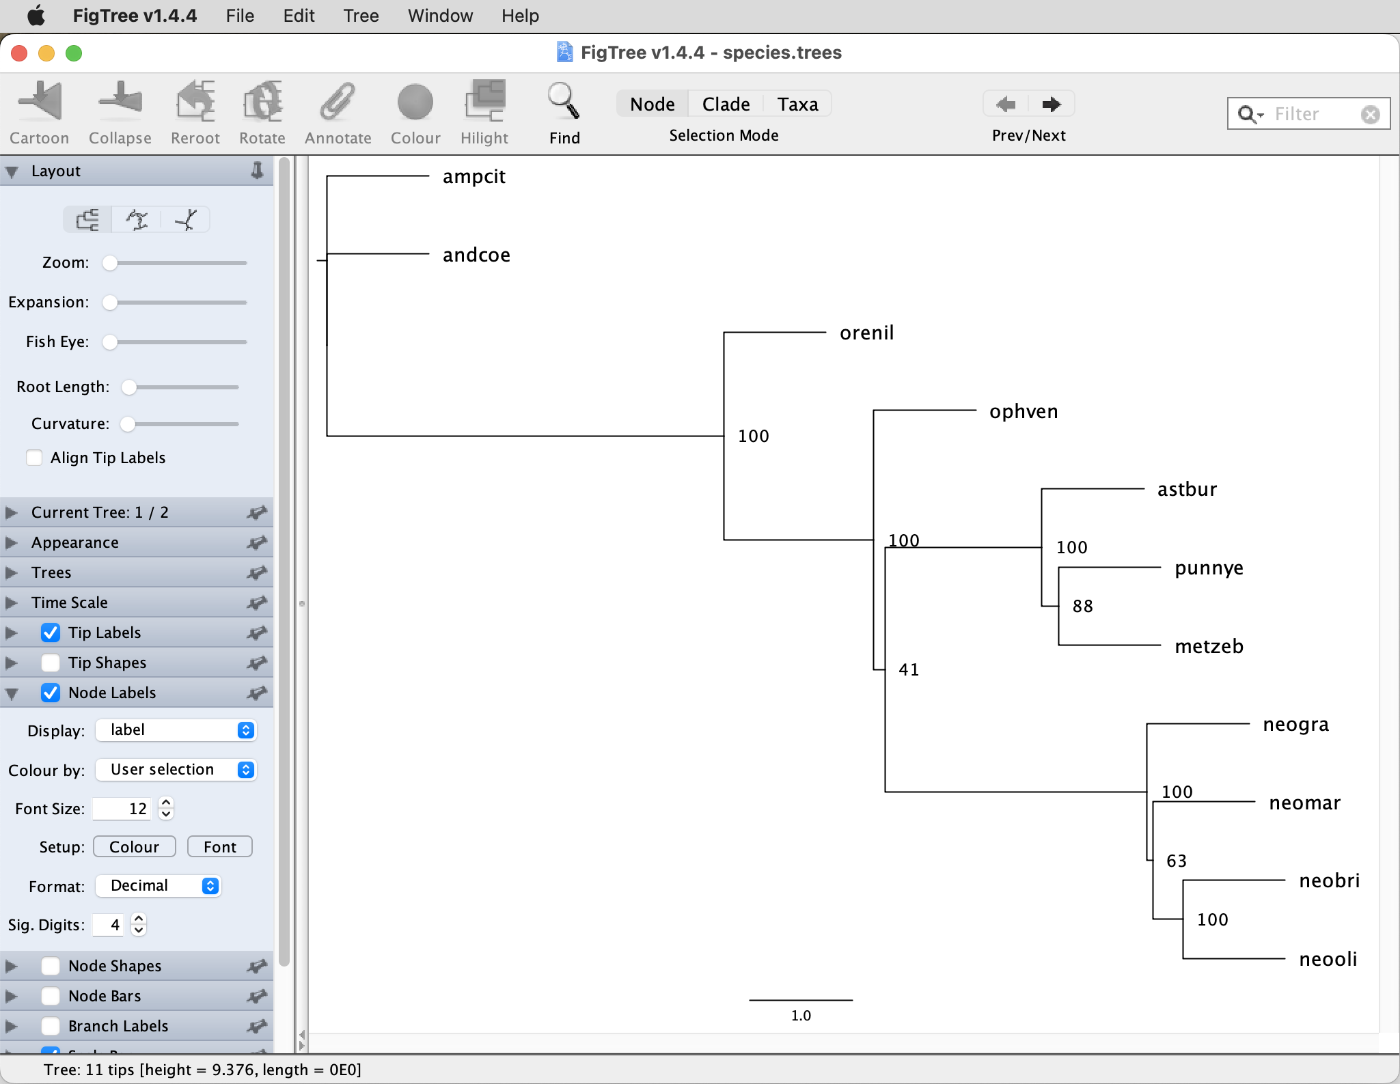 FigTree v1.4.4 File Edit Tree Window Help
FigTree v1.4.4 - species.trees
Cartoon Collapse Reroot Rotate Annotate Colour Hilight Find
Node Clade Taxa
Selection Mode
Prev/Next
Filter
Layout
Zoom:
Expansion:
Fish Eye:
Root Length:
Curvature:
Align Tip Labels
Current Tree: 1 / 2
Appearance
Trees
Time Scale
Tip Labels
Tip Shapes
Node Labels
Display: label
Colour by: User selection
Font Size: 12
Setup: Colour Font
Format: Decimal
Sig. Digits: 4
Node Shapes
Node Bars
Branch Labels
ampcit
andcoe
orenil
ophven
100
astbur
100
100
punnye
88
metzeb
41
neogra
100
neomar
63
neobri
100
neooli
1.0
Tree: 11 tips [height = 9.376, length = 0E0]